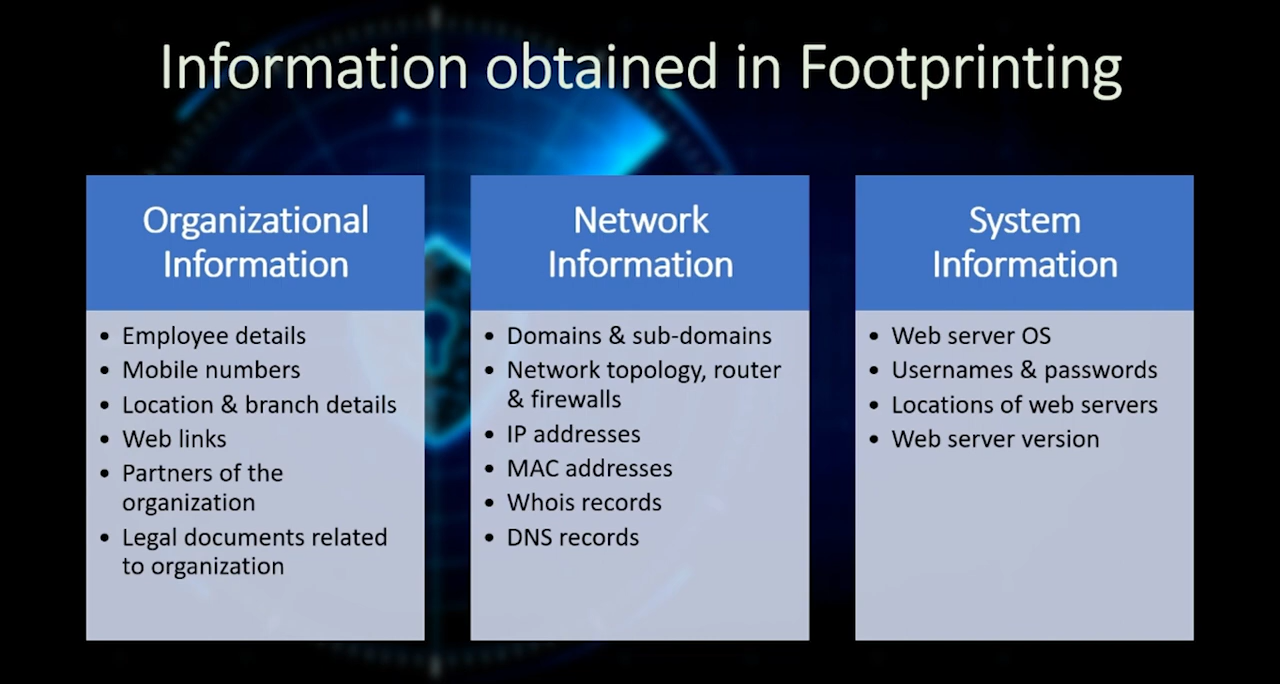 Information obtained in Footprinting
Organizational
Information
• Employee details
• Mobile numbers
• Location & branch details
• Web links
• Partners of the
organization
• Legal documents related
to organization
Network
Information
• Domains & sub-domains
• Network topology, router
& firewalls
• IP addresses
• MAC addresses
• Whois records
• DNS records
System
Information
• Web server OS
• Usernames & passwords
• Locations of web servers
• Web server version